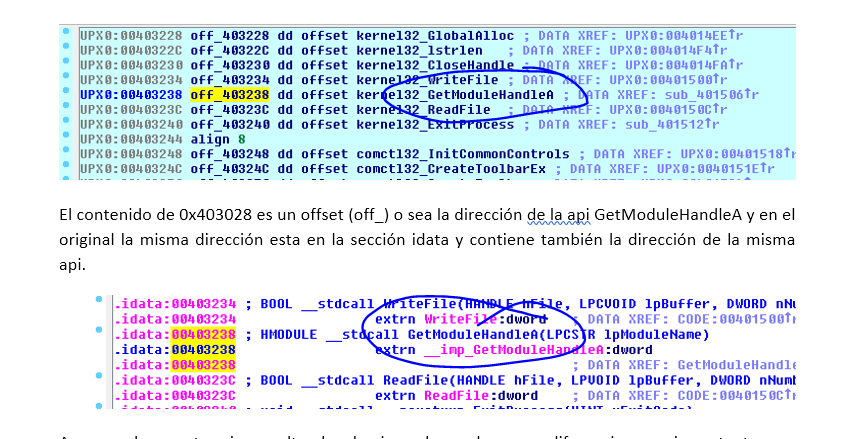 UPX0:00403228 off_403228 dd offset kernel32_GlobalAlloc ; DATA XREF: UPX0:004014EE↑r
UPX0:0040322C off_40322C dd offset kernel32_lstrlen ; DATA XREF: UPX0:004014F4↑r
UPX0:00403230 off_403230 dd offset kernel32_CloseHandle ; DATA XREF: UPX0:004014FA↑r
UPX0:00403234 off_403234 dd offset kernel32_WriteFile ; DATA XREF: UPX0:00401500↑r
UPX0:00403238 off_403238 dd offset kernel32_GetModuleHandleA ; DATA XREF: sub_401506↑r
UPX0:0040323C off_40323C dd offset kernel32_ReadFile ; DATA XREF: UPX0:0040150C↑r
UPX0:00403240 off_403240 dd offset kernel32_ExitProcess ; DATA XREF: sub_401512↑r
UPX0:00403244 align 8
UPX0:00403248 off_403248 dd offset comctl32_InitCommonControls ; DATA XREF: UPX0:00401518↑r
UPX0:0040324C off_40324C dd offset comctl32_CreateToolbarEx ; DATA XREF: UPX0:0040151E↑r
El contenido de 0x403028 es un offset (off_) o sea la dirección de la api GetModuleHandleA y en el
original la misma dirección esta en la sección idata y contiene también la dirección de la misma
api.
.idata:00403234 ; BOOL __stdcall WriteFile(HANDLE hFile, LPCVOID lpBuffer, DWORD
.idata:00403234 extrn WriteFile:dword ; DATA XREF: CODE:00401500↑r
.idata:00403238 ; HMODULE __stdcall GetModuleHandleA(LPCSTR lpModuleName)
.idata:00403238 extrn __imp_GetModuleHandleA:dword
.idata:00403238 ; DATA XREF: GetModuleHandle
.idata:0040323C ; BOOL __stdcall ReadFile(HANDLE hFile, LPVOID lpBuffer, DWORD
.idata:0040323C extrn ReadFile:dword ; DATA XREF: CODE:0040150C↑r